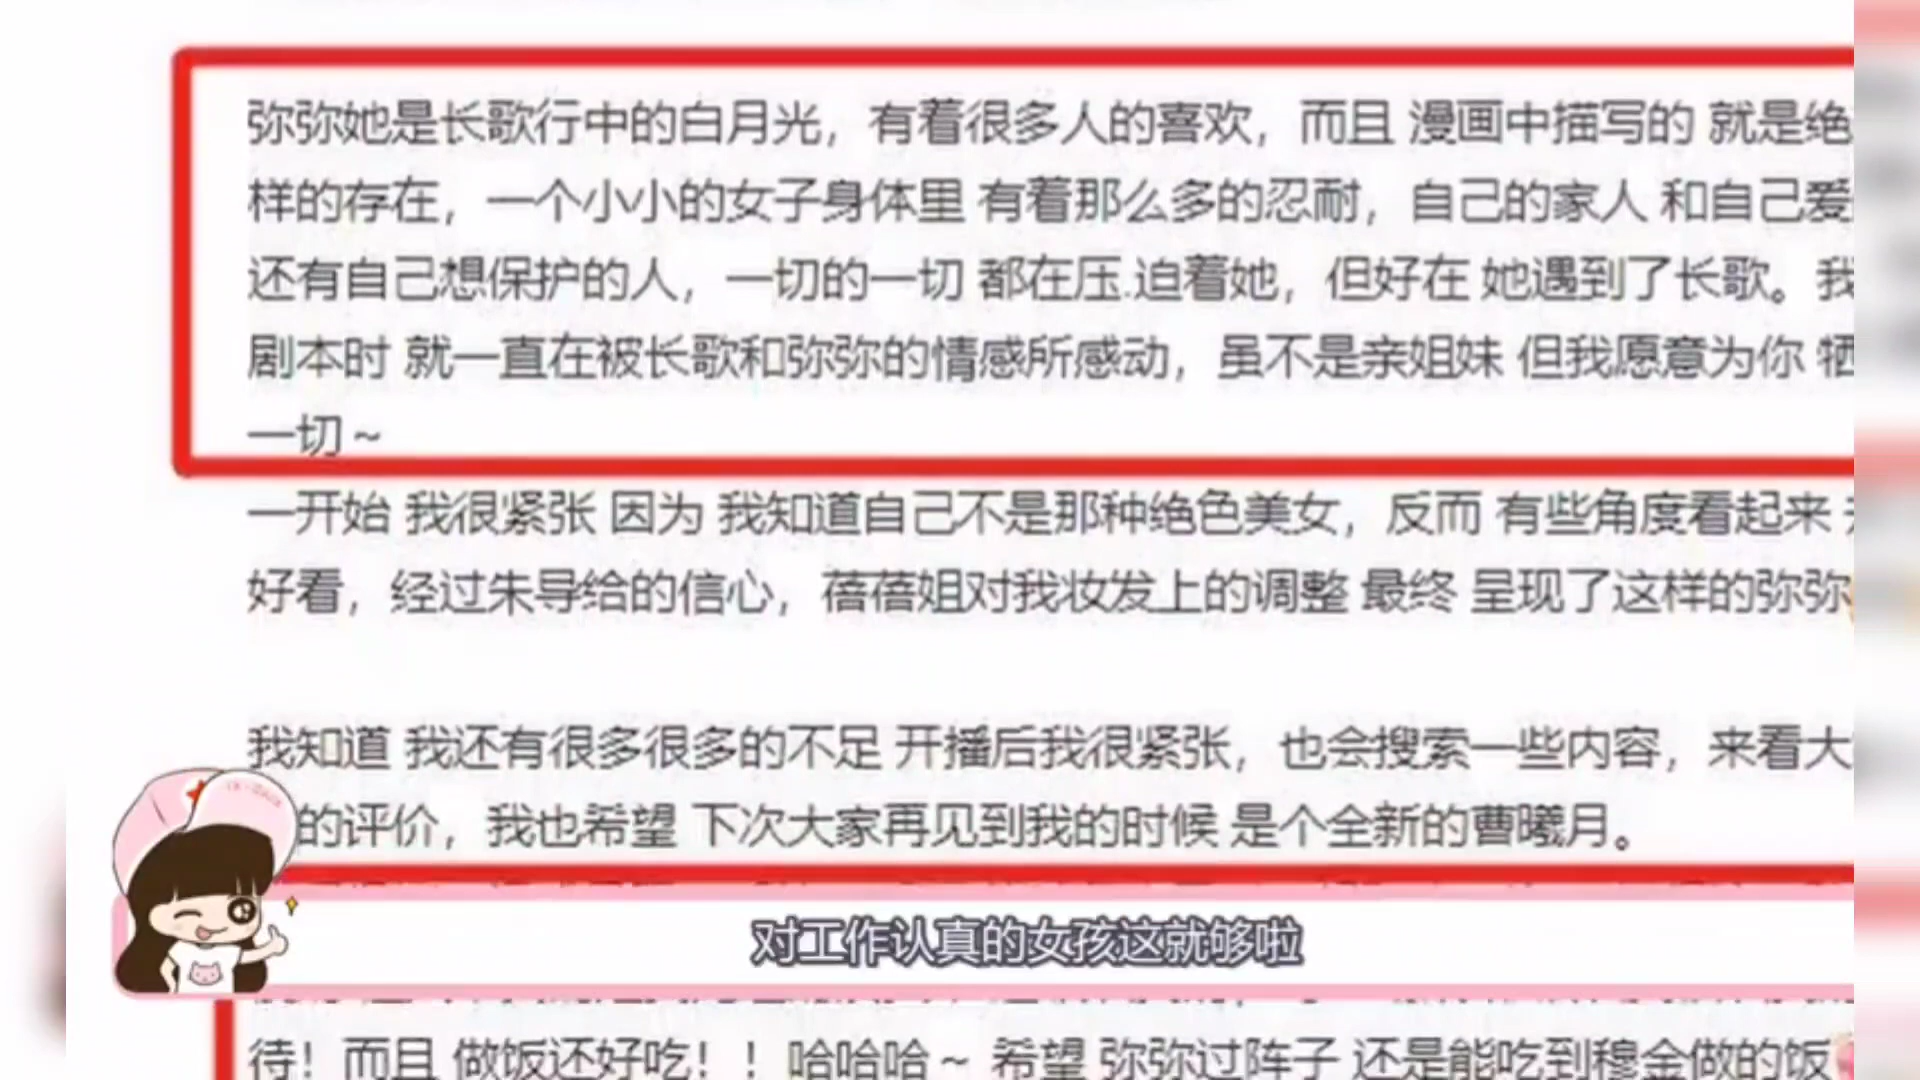 弥弥她是长歌行中的白月光，有着很多人的喜欢，而且 漫画中描写的 就是绝
样的存在，一个小小的女子身体里 有着那么多的忍耐，自己的家人 和自己爱
还有自己想保护的人，一切的一切 都在压.迫着她，但好在 她遇到了长歌。我
剧本时 就一直在被长歌和弥弥的情感所感动，虽不是亲姐妹 但我愿意为你 牺
一切～
一开始 我很紧张 因为 我知道自己不是那种绝色美女，反而 有些角度看起来
好看，经过朱导给的信心，蓓蓓姐对我妆发上的调整 最终 呈现了这样的弥弥
我知道 我还有很多很多的不足 开播后我很紧张，也会搜索一些内容，来看大
的评价，我也希望 下次大家再见到我的时候 是个全新的曹曦月。
对工作认真的女孩这就够啦
待！而且 做饭还好吃！！哈哈哈～ 希望 弥弥过阵子 还是能吃到穆金做的饭